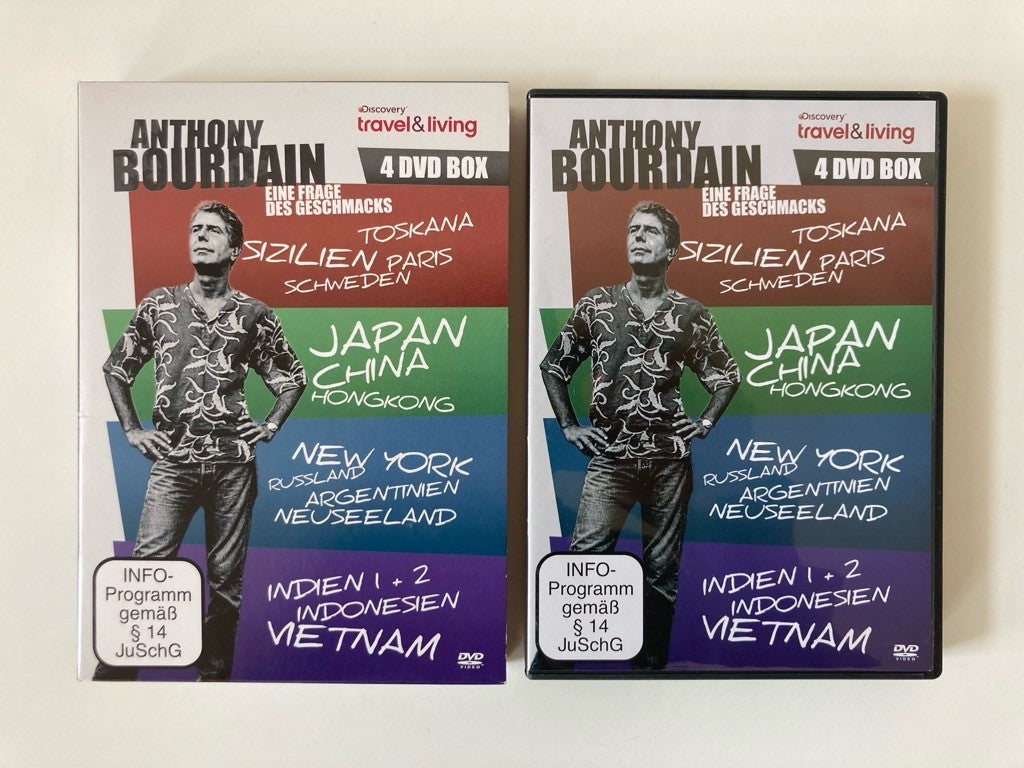 ANTHONY
BOURDAIN
Discovery
travel & living
4 DVD BOX
EINE FRAGE
DES GESCHMACKS
TOSKANA
SIZILIEN PARIS
SCHWEDEN
JAPAN
CHINA
HONGKONG
NEW YORK
RUSSLAND
ARGENTINIEN
NEUSEELAND
INDIEN 1 + 2
INDONESIEN
VIETNAM
INFO-
Programm
gemäß
§ 14
JuSchG
DVD
VIDEO
ANTHONY
BOURDAIN
Discovery
travel & living
4 DVD BOX
EINE FRAGE
DES GESCHMACKS
TOSKANA
SIZILIEN PARIS
SCHWEDEN
JAPAN
CHINA
HONGKONG
NEW YORK
RUSSLAND
ARGENTINIEN
NEUSEELAND
INDIEN 1 + 2
INDONESIEN
VIETNAM
INFO-
Programm
gemäß
§ 14
JuSchG
DVD
VIDEO